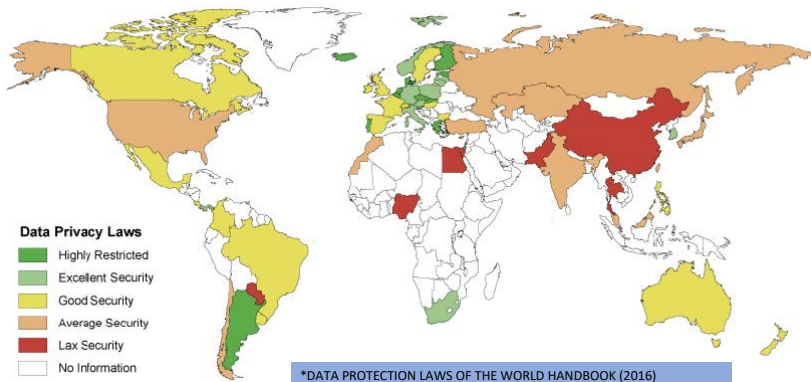 Data Privacy Laws
Highly Restricted
Excellent Security
Good Security
Average Security
Lax Security
No Information
*DATA PROTECTION LAWS OF THE WORLD HANDBOOK (2016)